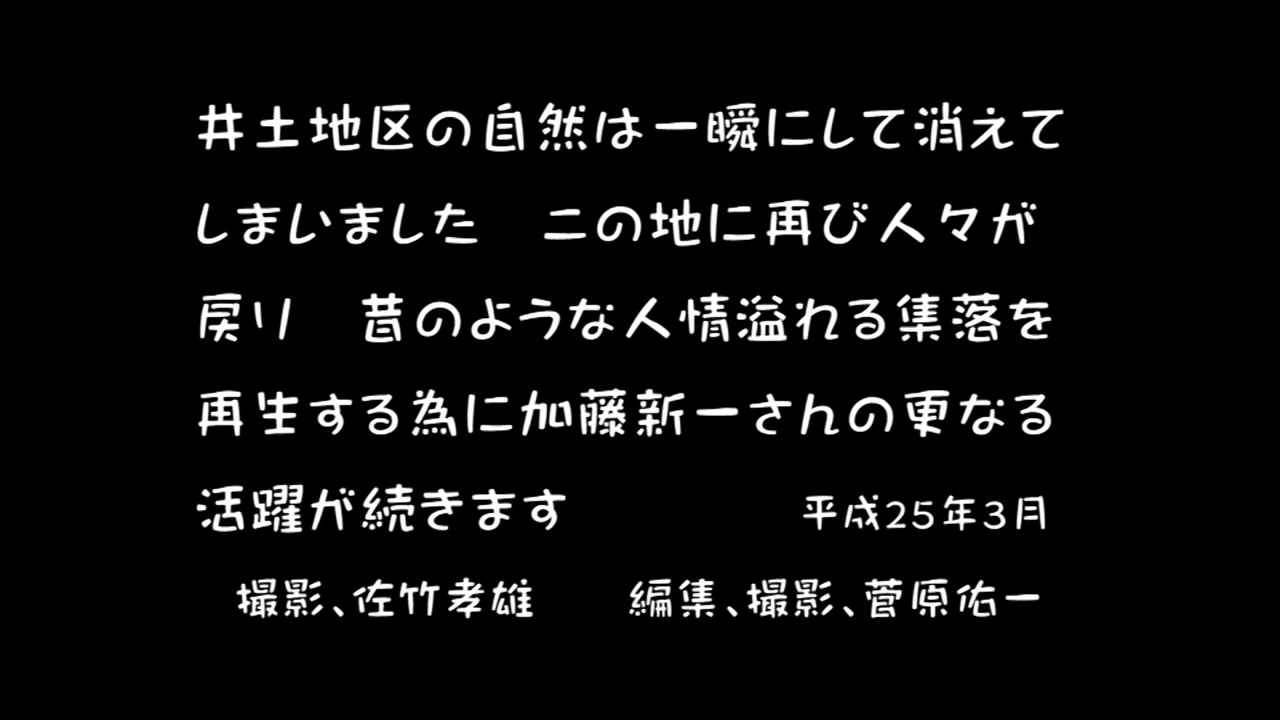 井土地区の自然は一瞬にして消えて
しまいました　この地に再び人々が
戻り　昔のような人情溢れる集落を
再生する為に加藤新一さんの更なる
活躍が続きます　平成25年3月
撮影、佐竹孝雄　編集、撮影、菅原佑一